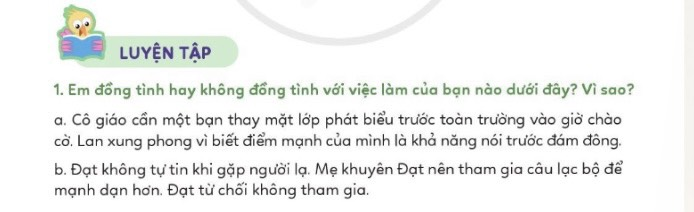 LUYỆN TẬP
1. Em đồng tình hay không đồng tình với việc làm của bạn nào dưới đây? Vì sao?
a. Cô giáo cần một bạn thay mặt lớp phát biểu trước toàn trường vào giờ chào
cờ. Lan xung phong vì biết điểm mạnh của mình là khả năng nói trước đám đông.
b. Đạt không tự tin khi gặp người lạ. Mẹ khuyên Đạt nên tham gia câu lạc bộ để
mạnh dạn hơn. Đạt từ chối không tham gia.